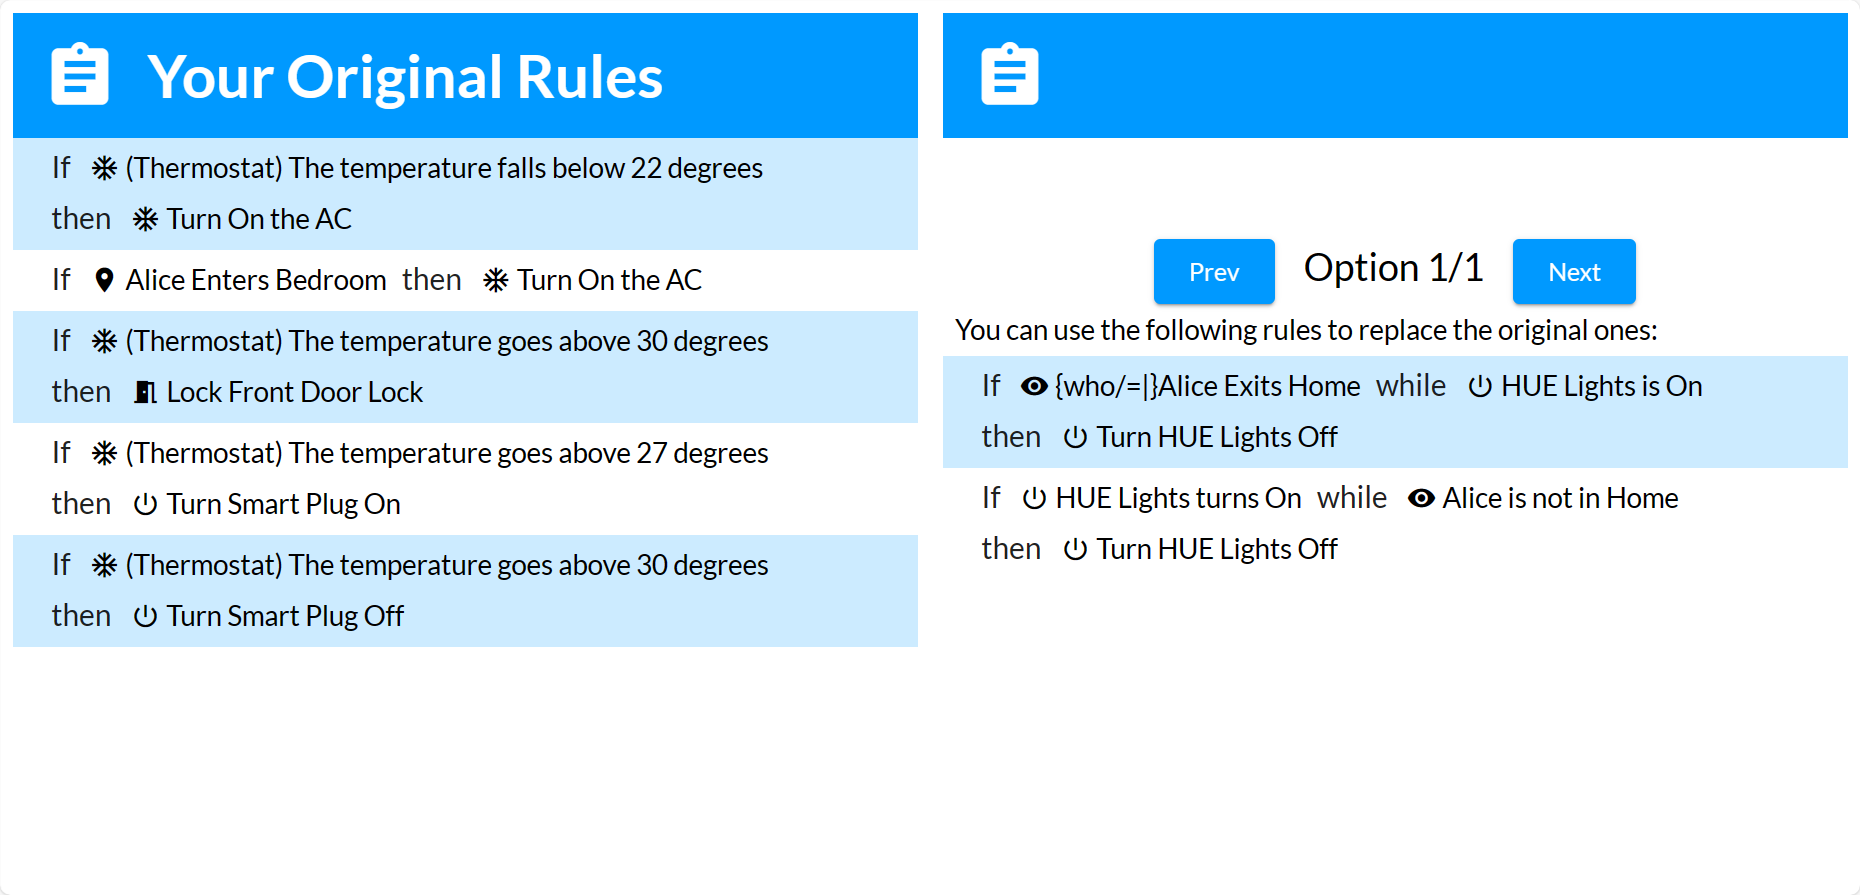 Your Original Rules
If (Thermostat) The temperature falls below 22 degrees
then Turn On the AC
If Alice Enters Bedroom then Turn On the AC
If (Thermostat) The temperature goes above 30 degrees
then Lock Front Door Lock
If (Thermostat) The temperature goes above 27 degrees
then Turn Smart Plug On
If (Thermostat) The temperature goes above 30 degrees
then Turn Smart Plug Off
Prev Option 1/1 Next
You can use the following rules to replace the original ones:
If {who/=|}Alice Exits Home while HUE Lights is On
then Turn HUE Lights Off
If HUE Lights turns On while Alice is not in Home
then Turn HUE Lights Off